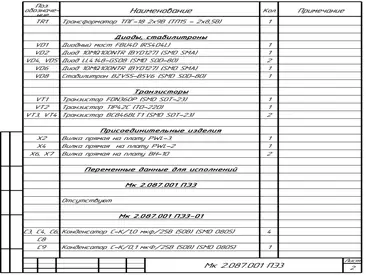 Поз. обозначе- ние Наименование Кол Примечание
TR1 Трансформатор ТПГ-18 2х9В (ТП15 - 2х8,5В) 1
Диоды, стабилитроны
VD1 Диодный мост FBU4D (RS404L) 1
VD2 Диод 10MQ100NTR (BYD127) (SMD SMA) 1
VD4, VD5 Диод LL4148-GS08 (SMD SOD-80) 2
VD6 Диод 10MQ100NTR (BYD127) (SMD SMA) 1
VD8 Стабилитрон BZV55-B5V6 (SMD SOD-80) 1
Транзисторы
VT1 Транзистор FDN360P (SMD SOT-23) 1
VT2 Транзистор TIP42C (TO-220) 1
VT3, VT4 Транзистор BC846BLT1 (SMD SOT-23) 2
Присоединительные изделия
X2 Вилка прямая на плату PWL-3 1
X4 Вилка прямая на плату PWL-2 1
X6, X7 Вилка прямая на плату BH-10 2
Переменные данные для исполнений
Мк 2.087.001 ПЭ3
Отсутствует
Мк 2.087.001 ПЭ3-01
C3, C4, C6, Конденсатор С-К/1,0 мкф/25В (50В) (SMD 0805) 4
C8
C9 Конденсатор С-К/0,1 мкф/25В (50В) (SMD 0805) 1
Мк 2.087.001 ПЭ3
Лист
2